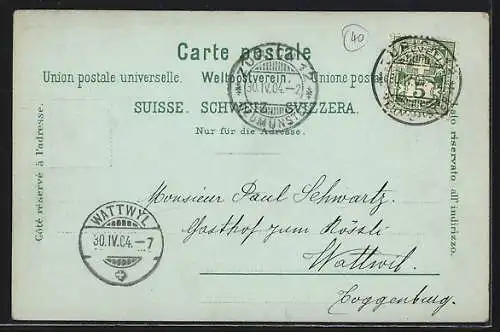 40
Carte postale
Union postale universelle. Weltpostverein. Unione postale
SUISSE. SCHWEIZ. SVIZZERA.
Nur für die Adresse.
Côté réservé à l'adresse.
riservato all' indirizzo.
30.IV.04.-7
WATTWYL
30.IV.04.-7
5
Monsieur Paul Schwartz.
Gasthof zum Rössli
Wattwil.
Toggenburg.